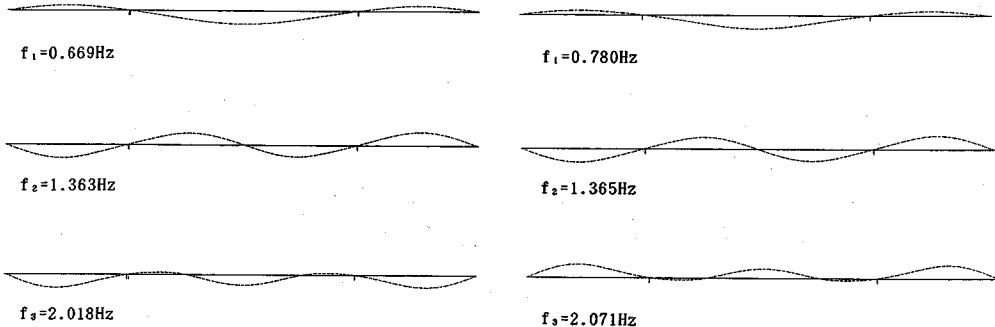 f₁=0.669Hz
f₁=0.780Hz
f₂=1.363Hz
f₂=1.365Hz
f₃=2.018Hz
f₃=2.071Hz